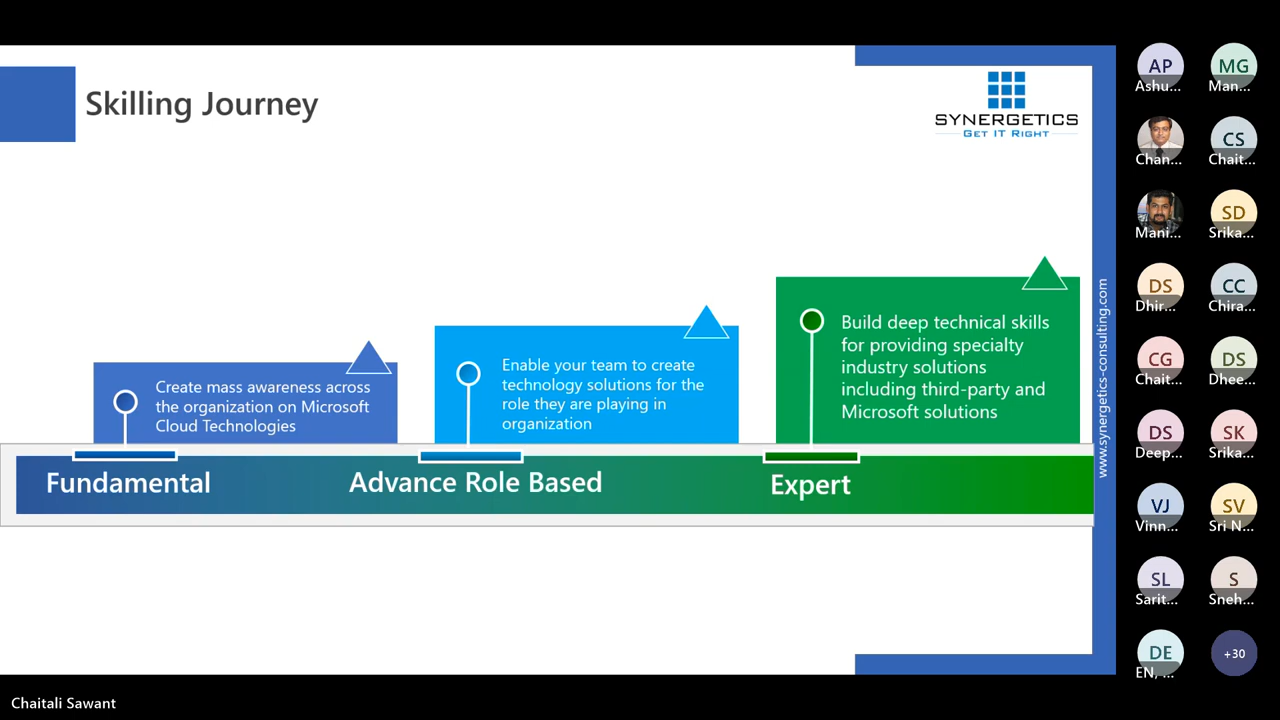 Skilling Journey
SYNERGETICS
GET IT RIGHT
Create mass awareness across
the organization on Microsoft
Cloud Technologies
Enable your team to create
technology solutions for the
role they are playing in
organization
Build deep technical skills
for providing specialty
industry solutions
including third-party and
Microsoft solutions
Fundamental
Advance Role Based
Expert
www.synergetics-consulting.com
AP
Ashu...
MG
Man...
Chan...
CS
Chait...
Mani...
SD
Srika...
DS
Dhir...
CC
Chira...
CG
Chait...
DS
Dhee...
DS
Deep...
SK
Srika...
VJ
Vinn...
SV
Sri N...
SL
Sarit...
S
Sneh...
DE
EN, ...
+30
Chaitali Sawant